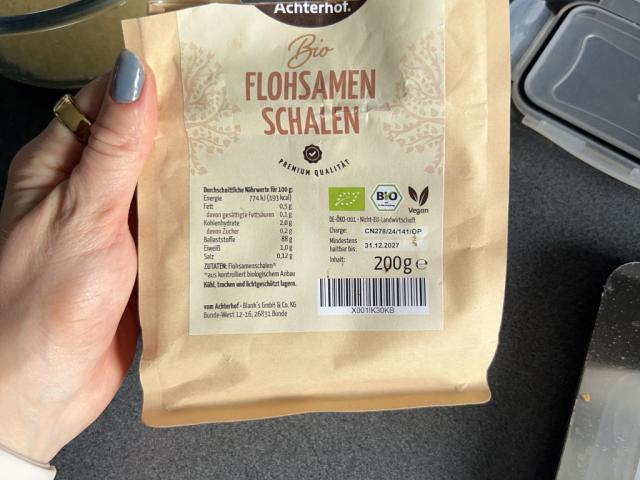 Achterhof.
Bio
FLOHSAMEN
SCHALEN
PREMIUM QUALITÄT
Durchschnittliche Nährwerte für 100 g:
Energie 774 kJ (193 kcal)
Fett 0,5 g
davon gesättigte Fettsäuren 0,1 g
Kohlenhydrate 2,0 g
davon Zucker 0,2 g
Ballaststoffe 88 g
Eiweiß 1,0 g
Salz 0,12 g
ZUTATEN: Flohsamenschalen*
*aus kontrolliert biologischem Anbau
Kühl, trocken und lichtgeschützt lagern.
vom Achterhof - Blank´s GmbH & Co. KG
Bunde-West 12-16, 26831 Bunde
BIO
Vegan
DE-ÖKO-001 - Nicht-EU-Landwirtschaft
Charge: CN278/24/141/OP
Mindestens
haltbar bis: 31.12.2027
Inhalt: 200g e
X001IK30KB